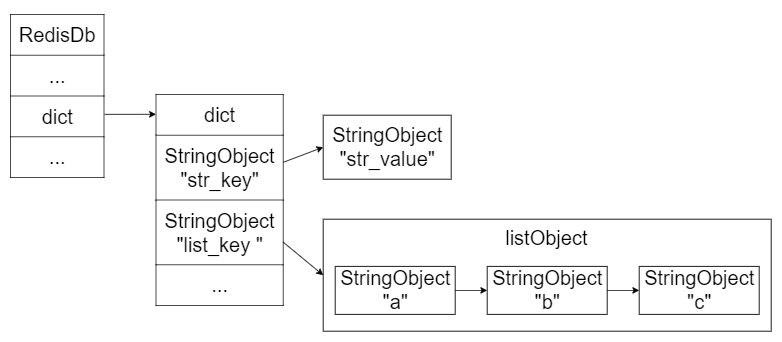 RedisDb
...
dict
...
dict
StringObject
"str_key"
StringObject
"list_key "
...
StringObject
"str_value"
listObject
StringObject
"a"
StringObject
"b"
StringObject
"c"